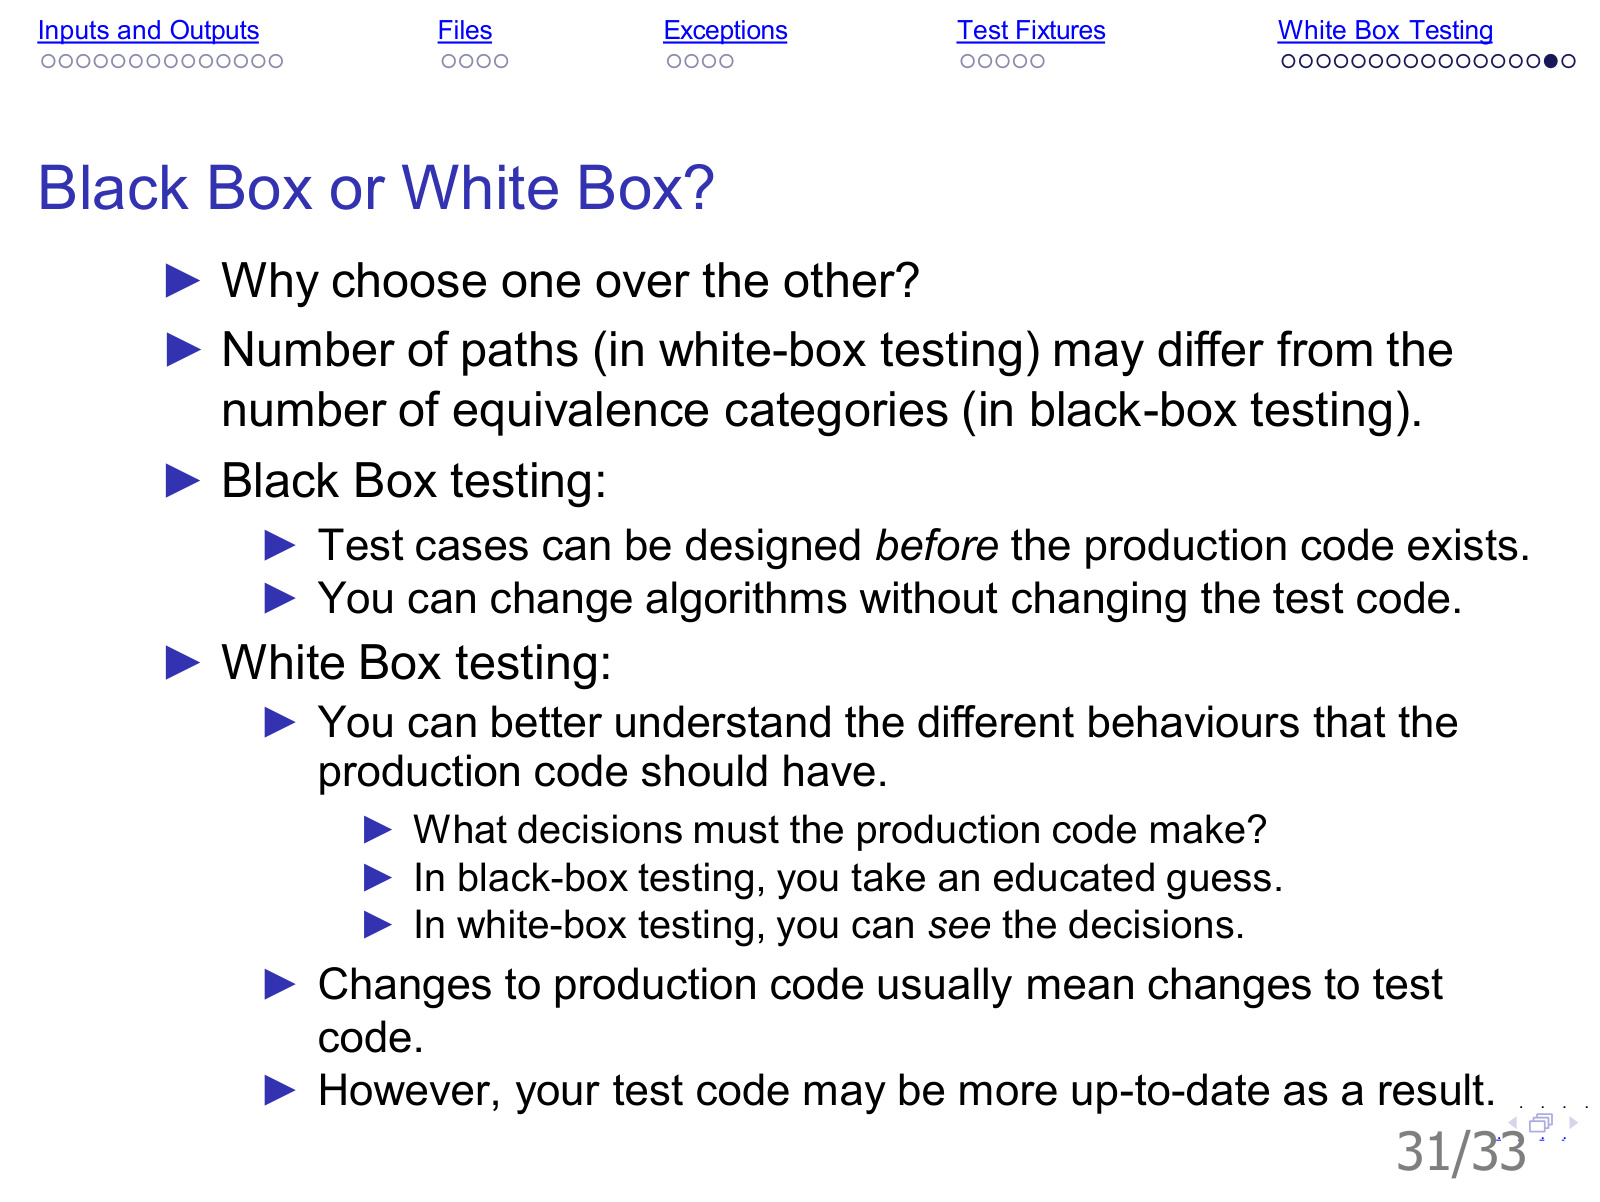 Inputs and Outputs Files Exceptions Test Fixtures White Box Testing
Black Box or White Box?
Why choose one over the other?
Number of paths (in white-box testing) may differ from the
number of equivalence categories (in black-box testing).
Black Box testing:
Test cases can be designed before the production code exists.
You can change algorithms without changing the test code.
White Box testing:
You can better understand the different behaviours that the
production code should have.
What decisions must the production code make?
In black-box testing, you take an educated guess.
In white-box testing, you can see the decisions.
Changes to production code usually mean changes to test
code.
However, your test code may be more up-to-date as a result.
31/33